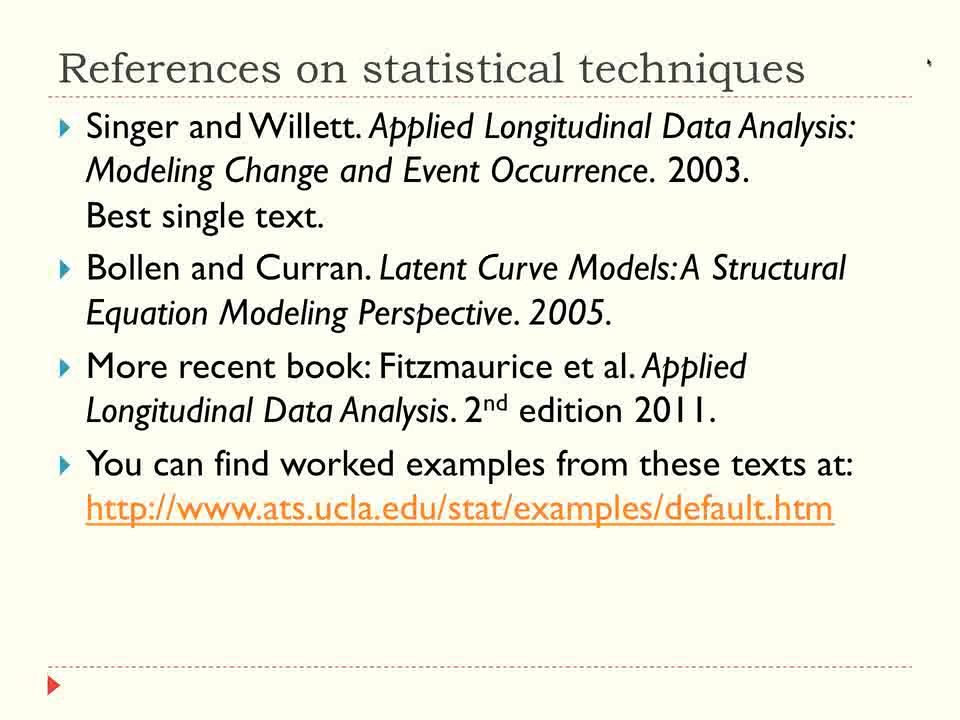 References on statistical techniques
Singer and Willett. Applied Longitudinal Data Analysis:
Modeling Change and Event Occurrence. 2003.
Best single text.
Bollen and Curran. Latent Curve Models: A Structural
Equation Modeling Perspective. 2005.
More recent book: Fitzmaurice et al. Applied
Longitudinal Data Analysis. 2nd edition 2011.
You can find worked examples from these texts at:
http://www.ats.ucla.edu/stat/examples/default.htm